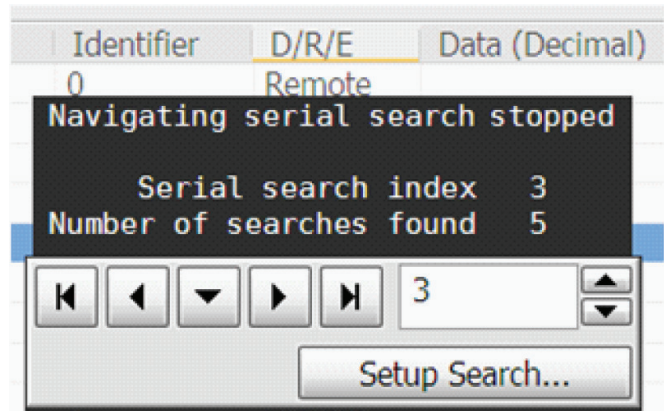 Identifier D/R/E Data (Decimal)
0 Remote
Navigating serial search stopped
Serial search index 3
Number of searches found 5
3
Setup Search...